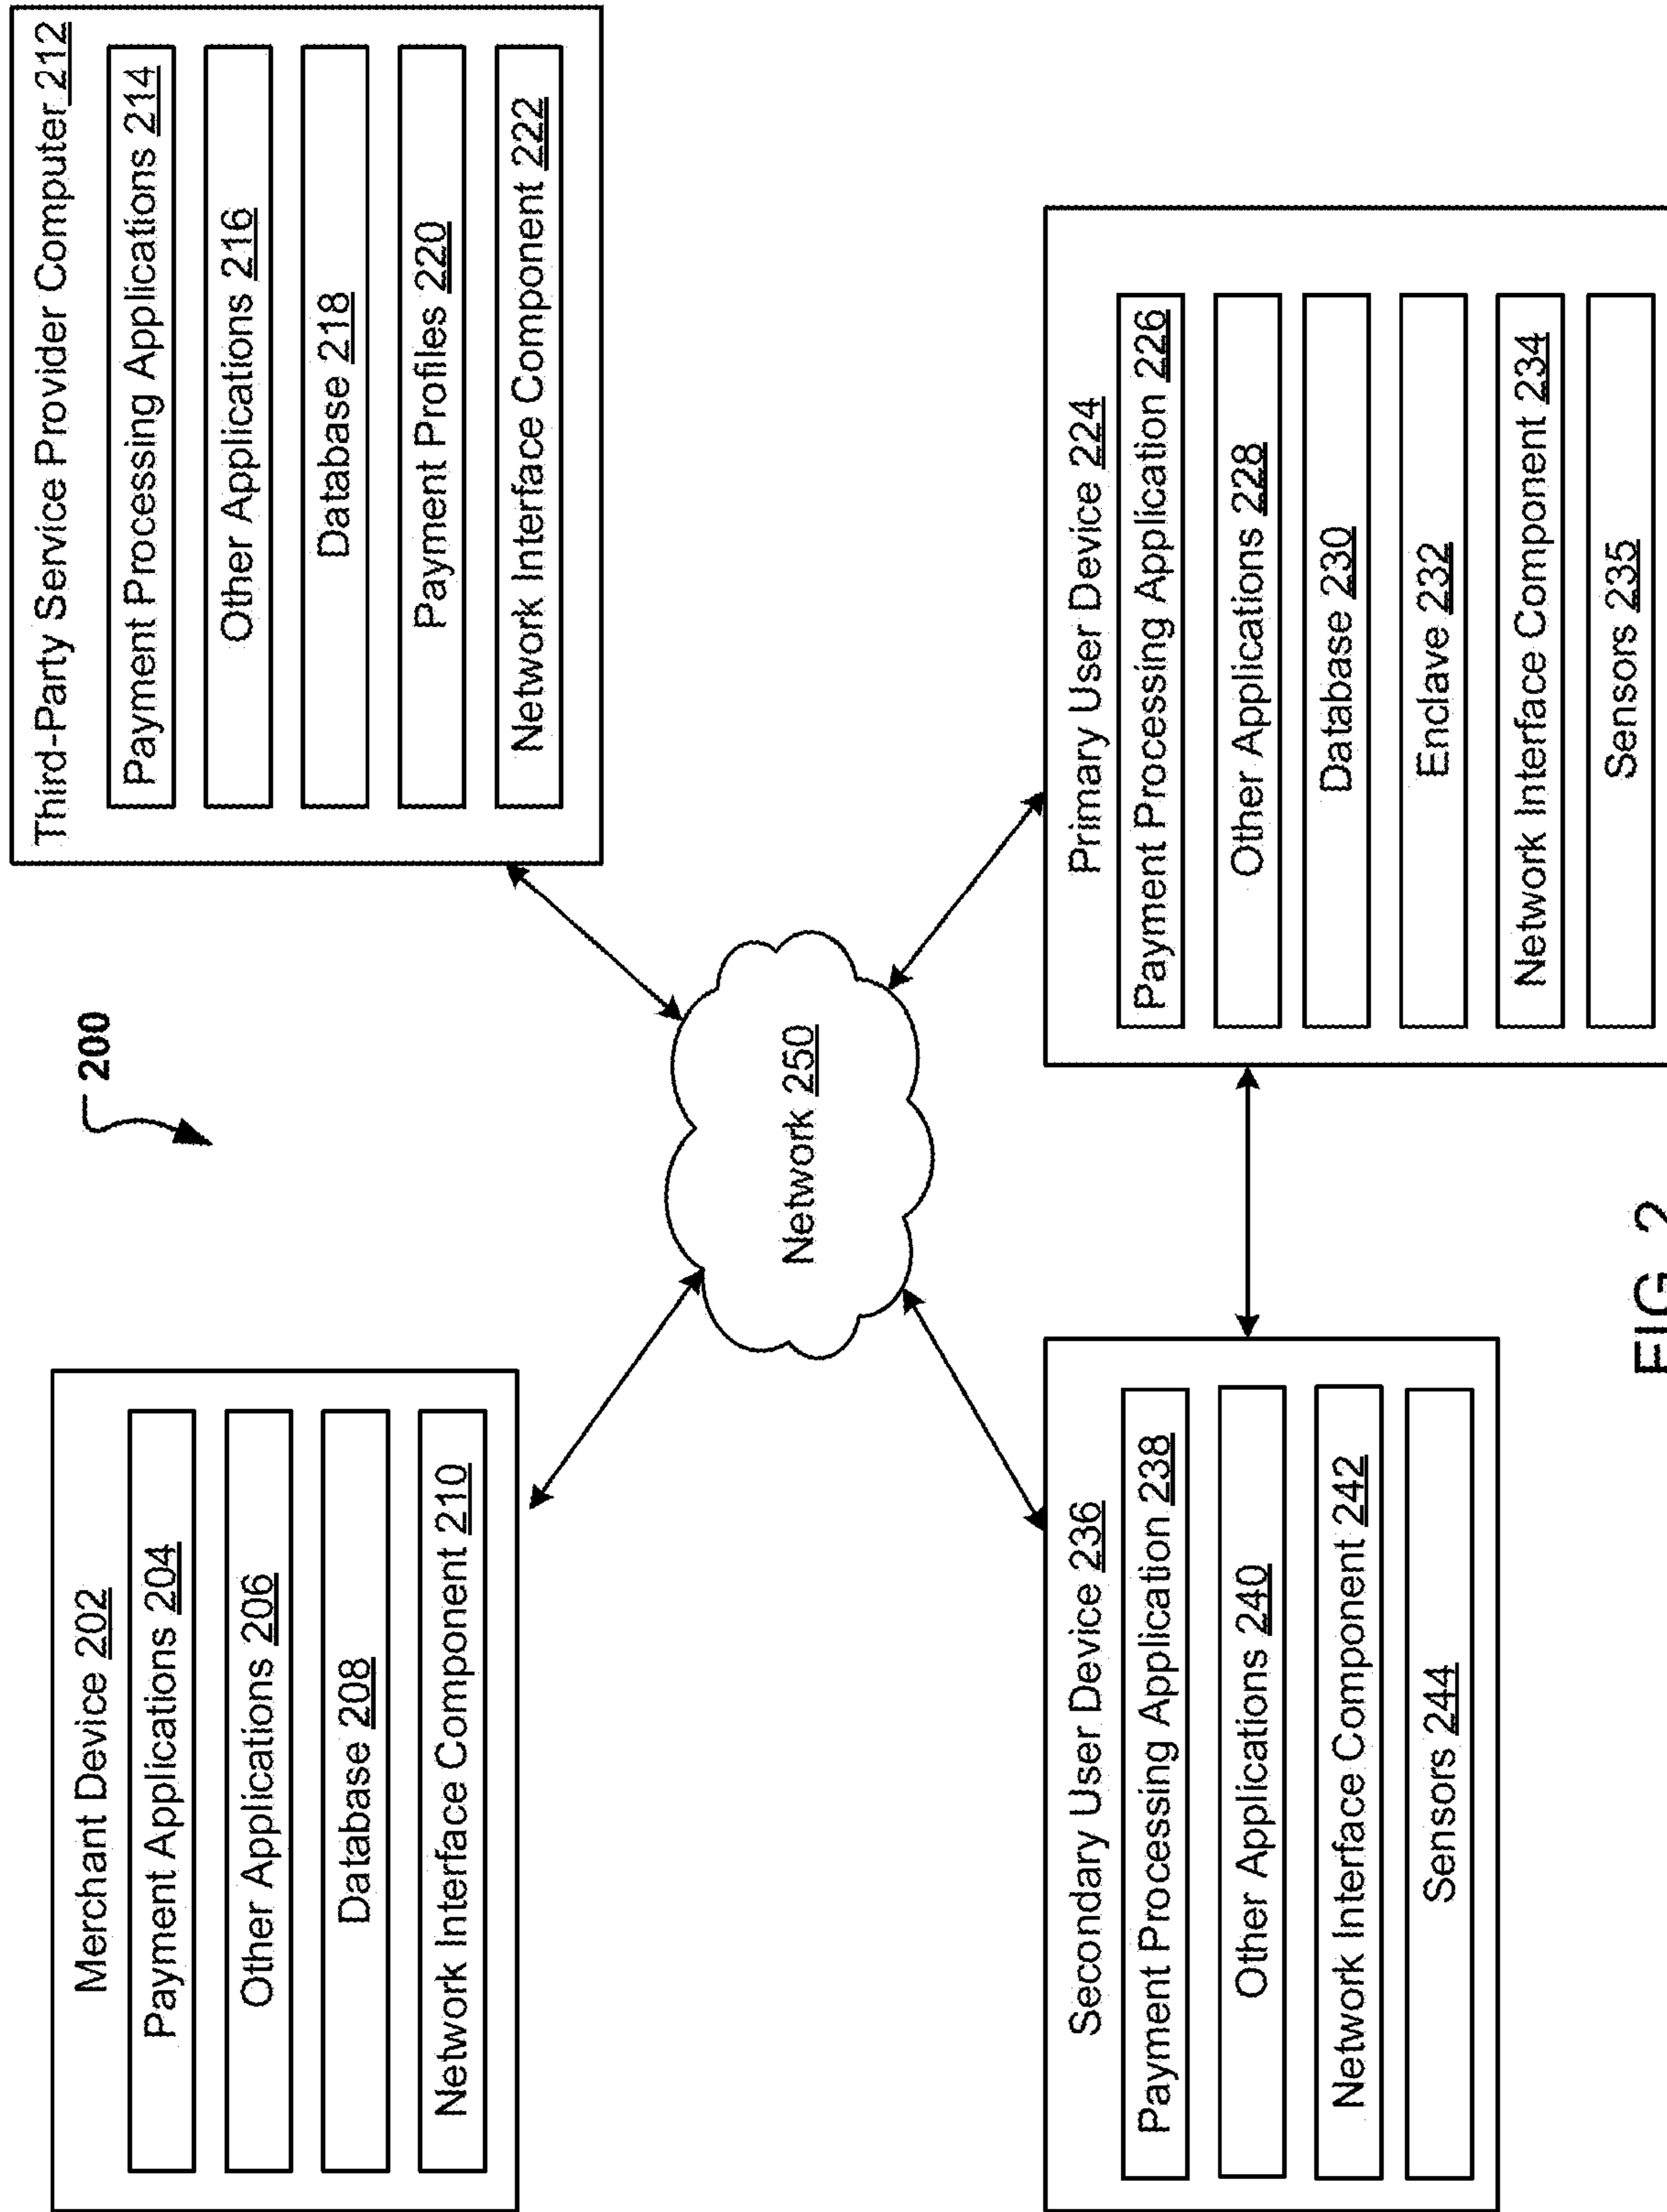 200
Merchant Device 202
Payment Applications 204
Other Applications 206
Database 208
Network Interface Component 210
Third-Party Service Provider Computer 212
Payment Processing Applications 214
Other Applications 216
Database 218
Payment Profiles 220
Network Interface Component 222
Network 250
Secondary User Device 236
Payment Processing Application 238
Other Applications 240
Network Interface Component 242
Sensors 244
Primary User Device 224
Payment Processing Application 226
Other Applications 228
Database 230
Enclave 232
Network Interface Component 234
Sensors 235
FIG. 2